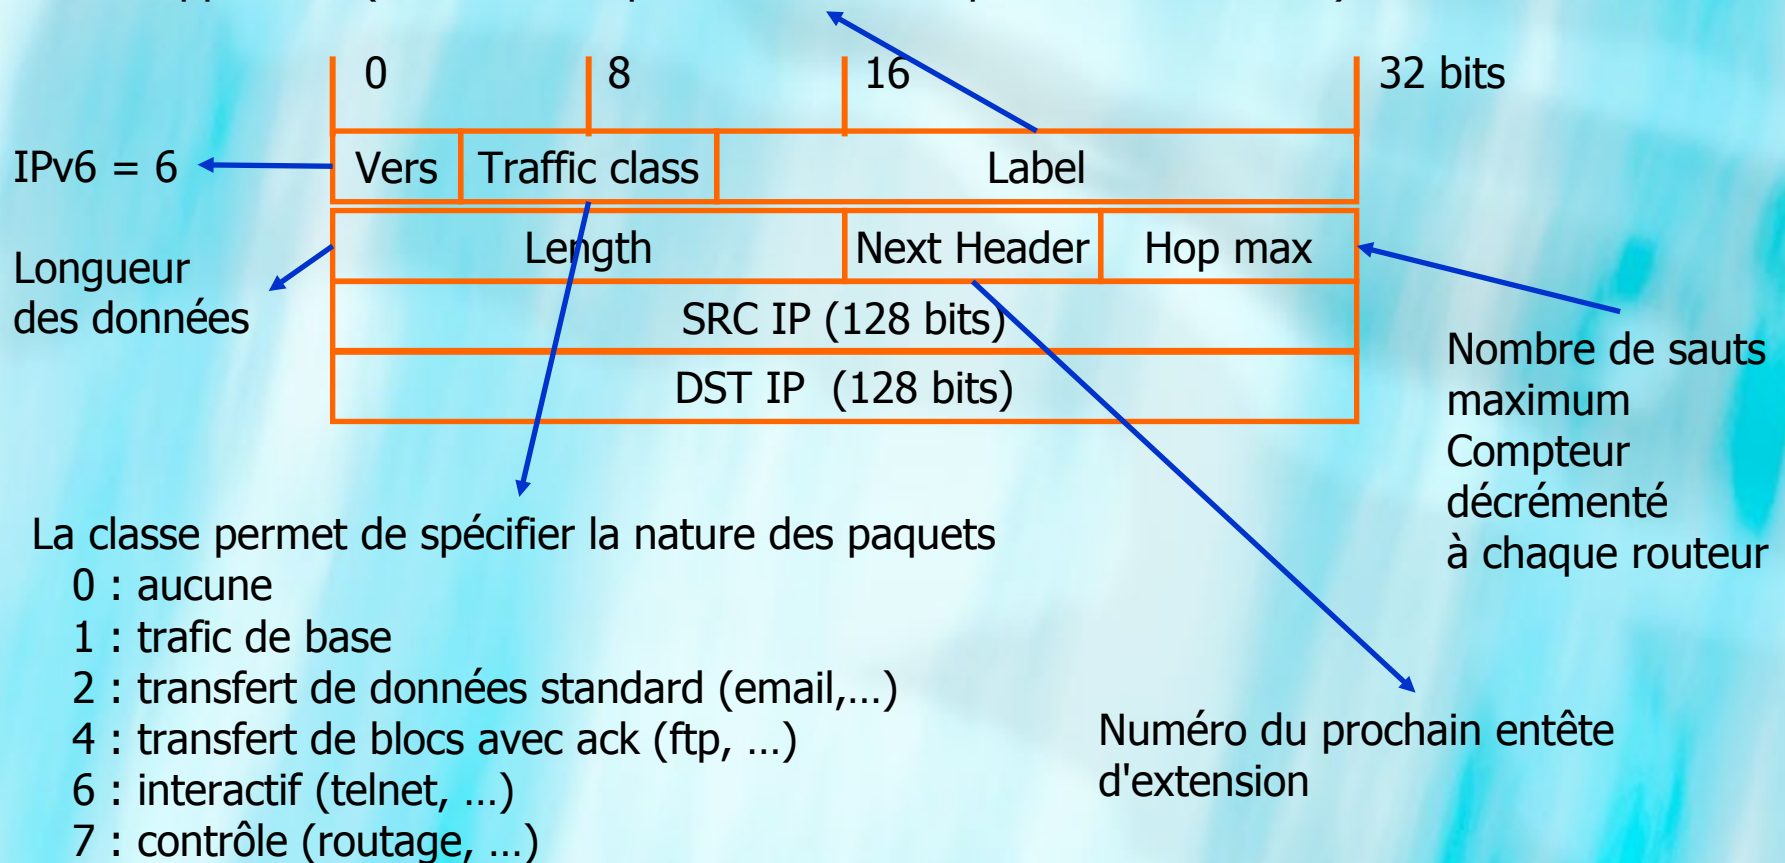 0 8 16 32 bits
IPv6 = 6 Vers Traffic class Label
Length Next Header Hop max
Longueur
des données
SRC IP (128 bits)
DST IP (128 bits)
Nombre de sauts
maximum
Compteur
décrémenté
à chaque routeur
La classe permet de spécifier la nature des paquets
0 : aucune
1 : trafic de base
2 : transfert de données standard (email,...)
4 : transfert de blocs avec ack (ftp, ...)
6 : interactif (telnet, ...)
7 : contrôle (routage, ...)
Numéro du prochain entête
d'extension